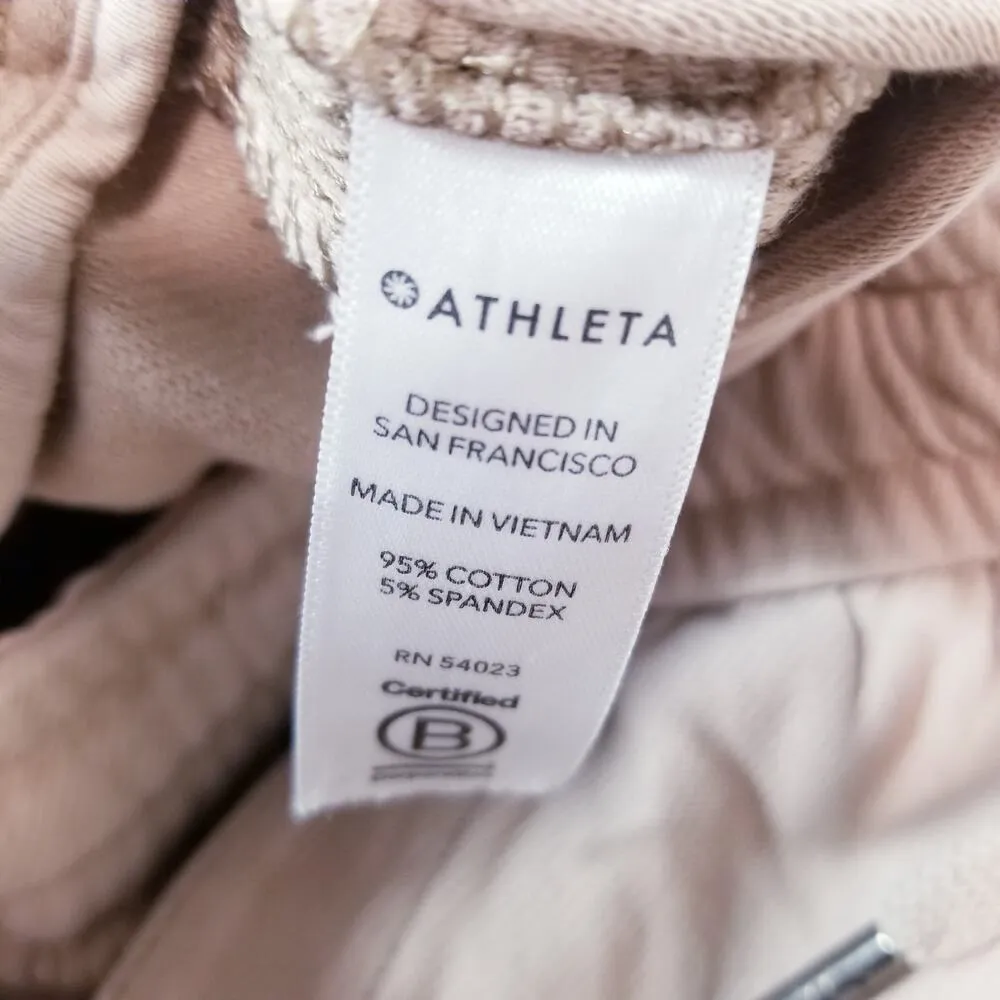 ATHLETA
DESIGNED IN
SAN FRANCISCO
MADE IN VIETNAM
95% COTTON
5% SPANDEX
RN 54023
Certified
B